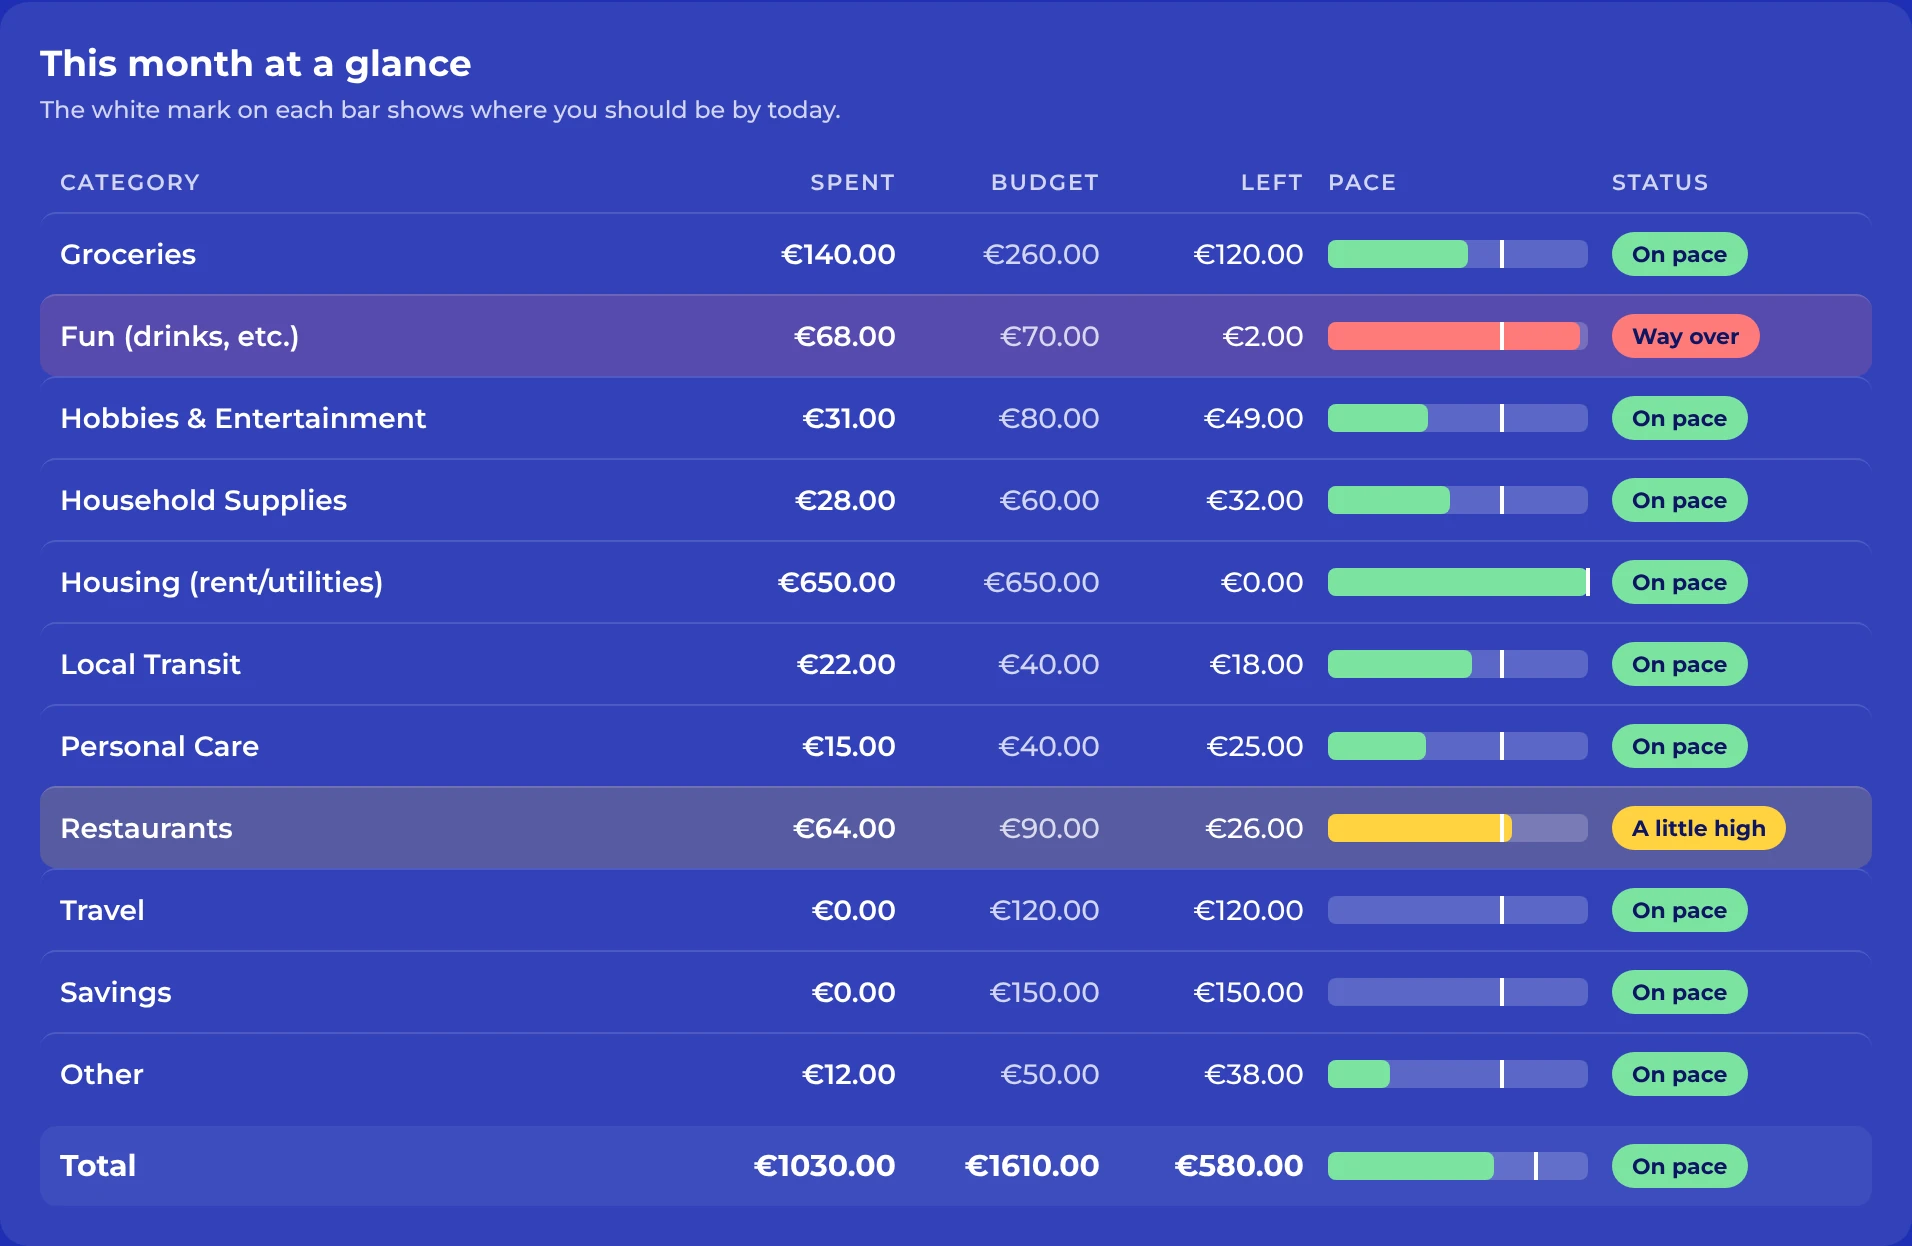 This month at a glance
The white mark on each bar shows where you should be by today.
CATEGORY SPENT BUDGET LEFT PACE STATUS
Groceries €140.00 €260.00 €120.00 On pace
Fun (drinks, etc.) €68.00 €70.00 €2.00 Way over
Hobbies & Entertainment €31.00 €80.00 €49.00 On pace
Household Supplies €28.00 €60.00 €32.00 On pace
Housing (rent/utilities) €650.00 €650.00 €0.00 On pace
Local Transit €22.00 €40.00 €18.00 On pace
Personal Care €15.00 €40.00 €25.00 On pace
Restaurants €64.00 €90.00 €26.00 A little high
Travel €0.00 €120.00 €120.00 On pace
Savings €0.00 €150.00 €150.00 On pace
Other €12.00 €50.00 €38.00 On pace
Total €1030.00 €1610.00 €580.00 On pace